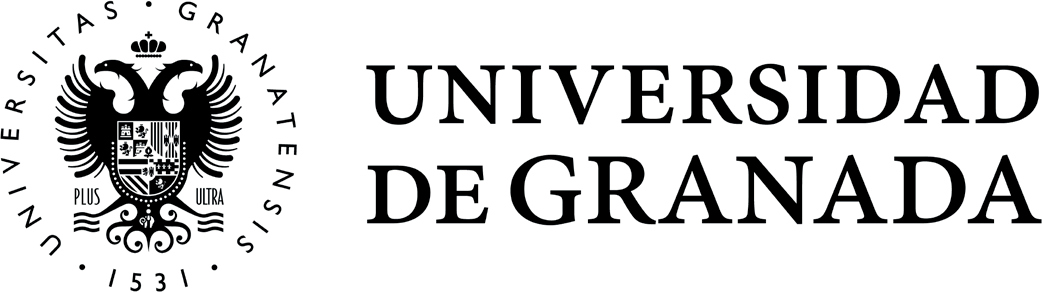 UNIVERSITAS · GRANATENSIS · 1531 ·
PLUS ULTRA
UNIVERSIDAD
DE GRANADA